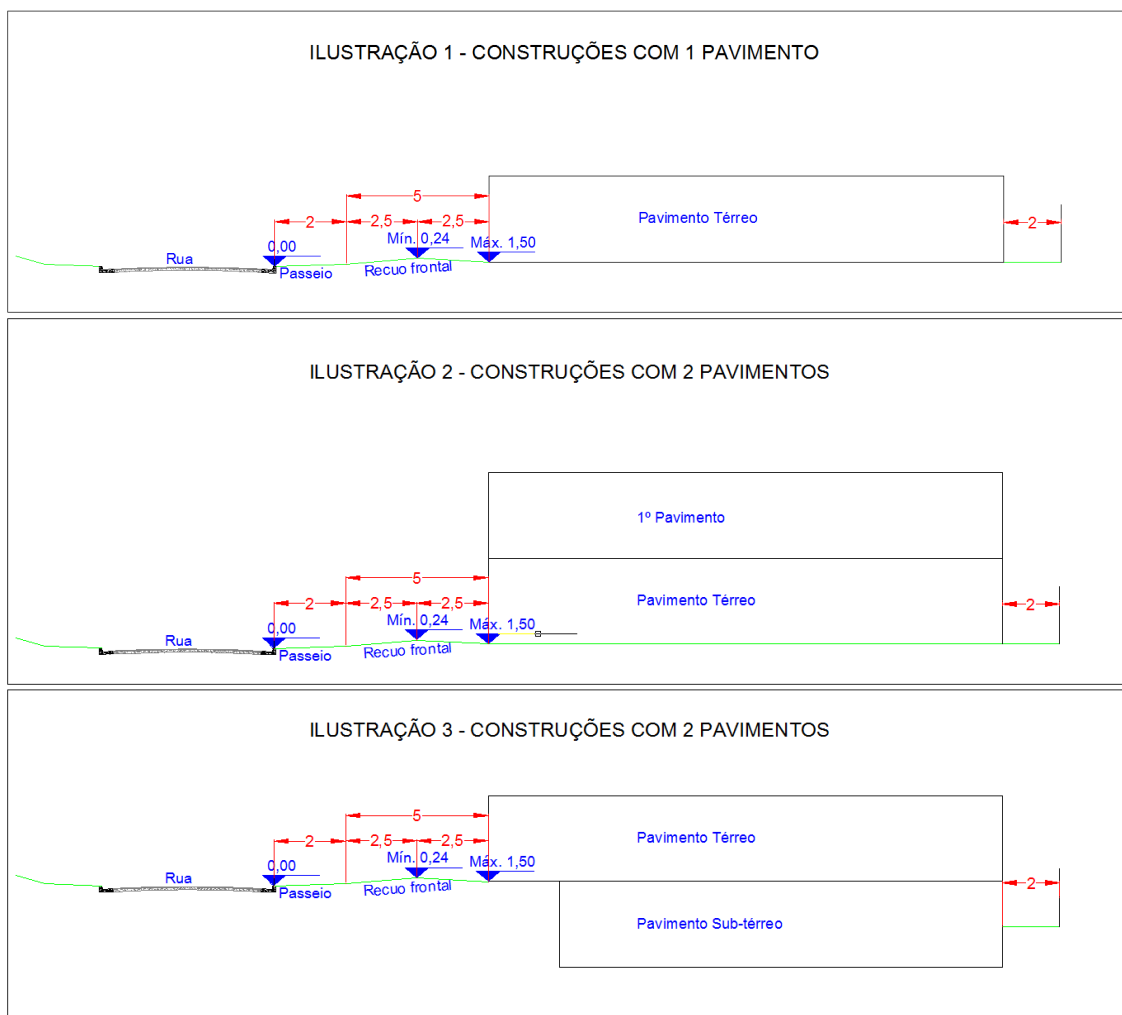 ILUSTRAÇÃO 1 - CONSTRUÇÕES COM 1 PAVIMENTO
5
Pavimento Térreo
2
2,5
2,5
2
0,00
Mín. 0,24
Máx. 1,50
Rua
Passeio
Recuo frontal
ILUSTRAÇÃO 2 - CONSTRUÇÕES COM 2 PAVIMENTOS
1º Pavimento
5
Pavimento Térreo
2
2,5
2,5
2
0,00
Mín. 0,24
Máx. 1,50
Rua
Passeio
Recuo frontal
ILUSTRAÇÃO 3 - CONSTRUÇÕES COM 2 PAVIMENTOS
5
Pavimento Térreo
2
2,5
2,5
0,00
Mín. 0,24
Máx. 1,50
2
Rua
Passeio
Recuo frontal
Pavimento Sub-térreo